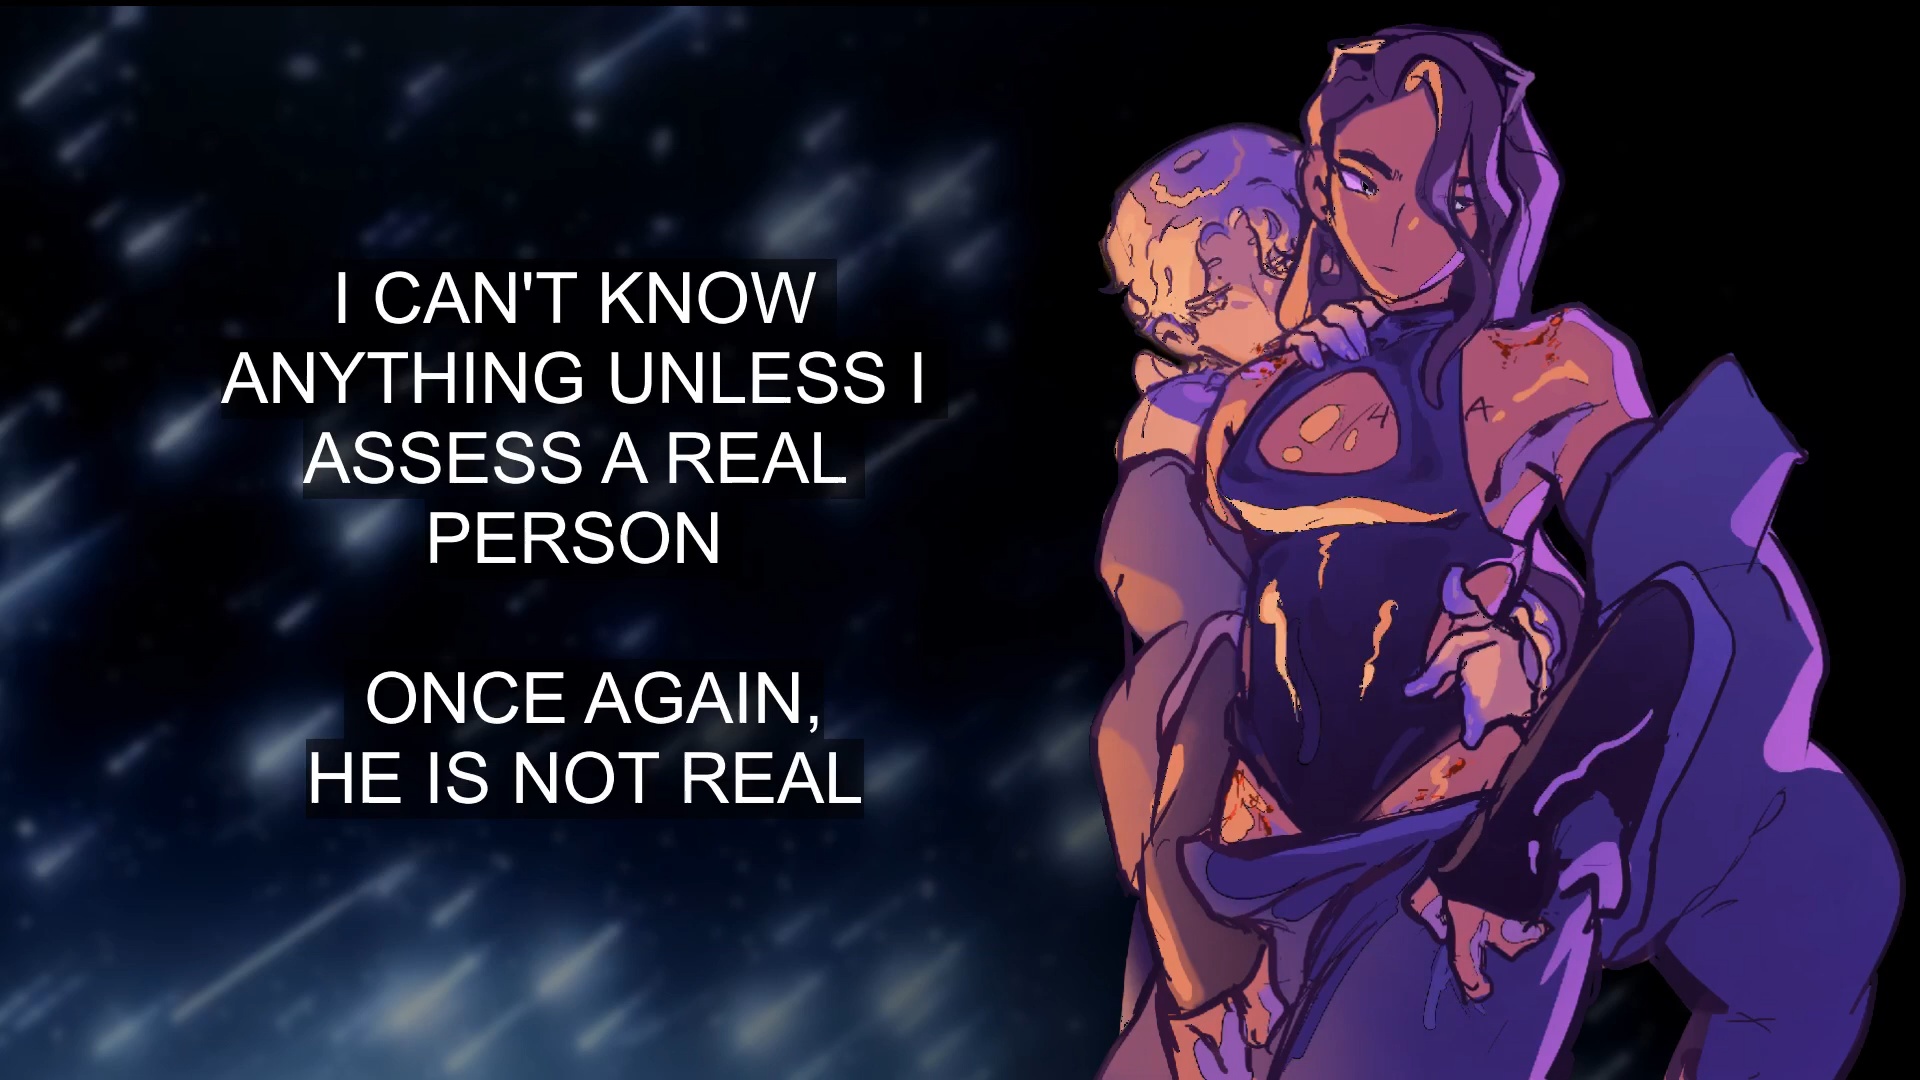 I CAN'T KNOW
ANYTHING UNLESS I
ASSESS A REAL
PERSON
ONCE AGAIN,
HE IS NOT REAL